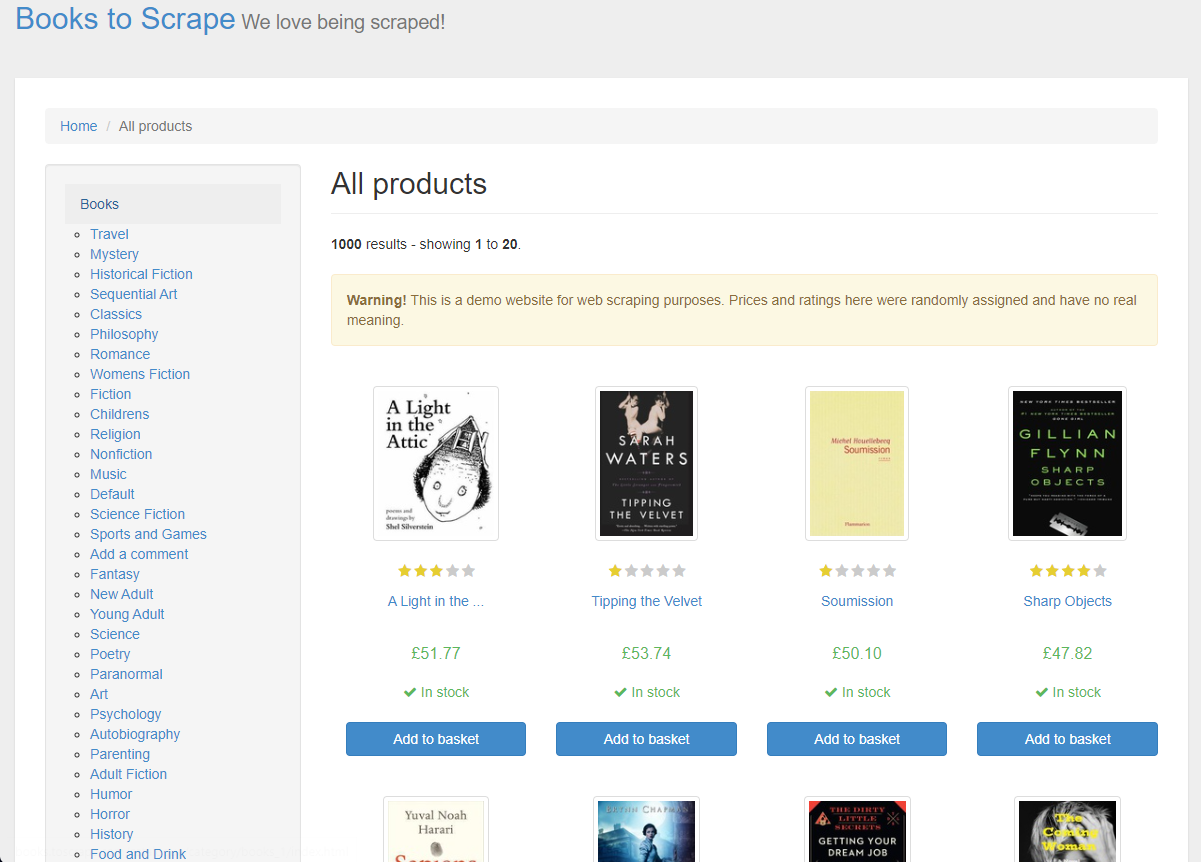 Books to Scrape We love being scraped!
Home / All products
Books
Travel
Mystery
Historical Fiction
Sequential Art
Classics
Philosophy
Romance
Womens Fiction
Fiction
Childrens
Religion
Nonfiction
Music
Default
Science Fiction
Sports and Games
Add a comment
Fantasy
New Adult
Young Adult
Science
Poetry
Paranormal
Art
Psychology
Autobiography
Parenting
Adult Fiction
Humor
Horror
History
Food and Drink
All products
1000 results - showing 1 to 20.
Warning! This is a demo website for web scraping purposes. Prices and ratings here were randomly assigned and have no real
meaning.
A Light
in the
Attic
poems and
drawings by
Shel Silverstein
A Light in the ...
£51.77
In stock
Add to basket
SARAH
WATERS
TIPPING
THE VELVET
Tipping the Velvet
£53.74
In stock
Add to basket
Michel Houellebecq
Soumission
Flammarion
Soumission
£50.10
In stock
Add to basket
NEW YORK TIMES BESTSELLER
GONE GIRL
GILLIAN
FLYNN
SHARP
OBJECTS
Sharp Objects
£47.82
In stock
Add to basket
Yuval Noah
Harari
THE DIRTY
LITTLE
SECRETS
GETTING YOUR
DREAM JOB
The
Coming
Woman